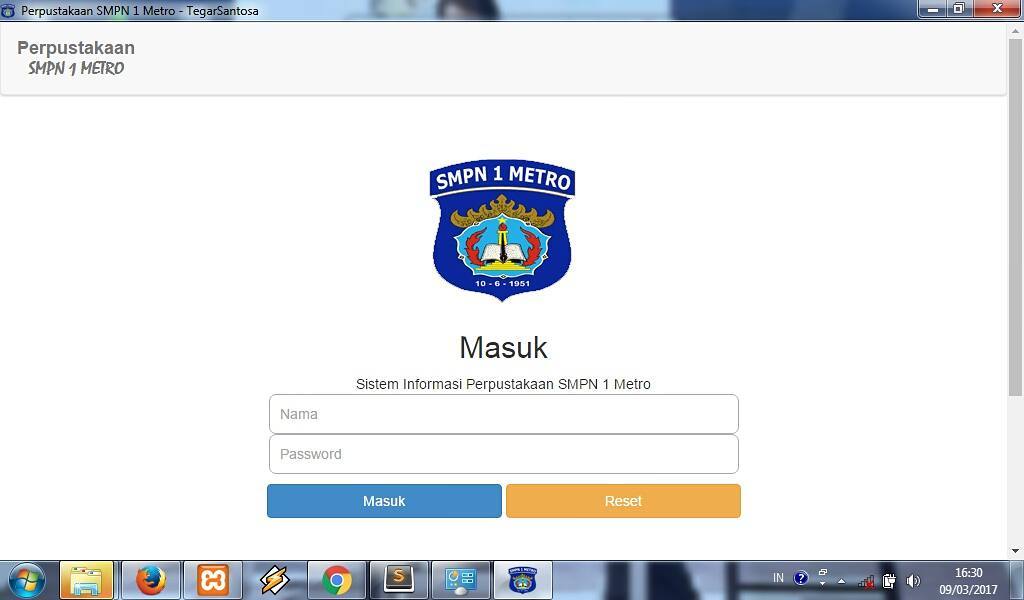 Perpustakaan SMPN 1 Metro - TegarSantosa
Perpustakaan
SMPN 1 METRO
SMPN 1 METRO
10 - 6 - 1951
Masuk
Sistem Informasi Perpustakaan SMPN 1 Metro
Nama
Password
Masuk
Reset
IN
16:30
09/03/2017